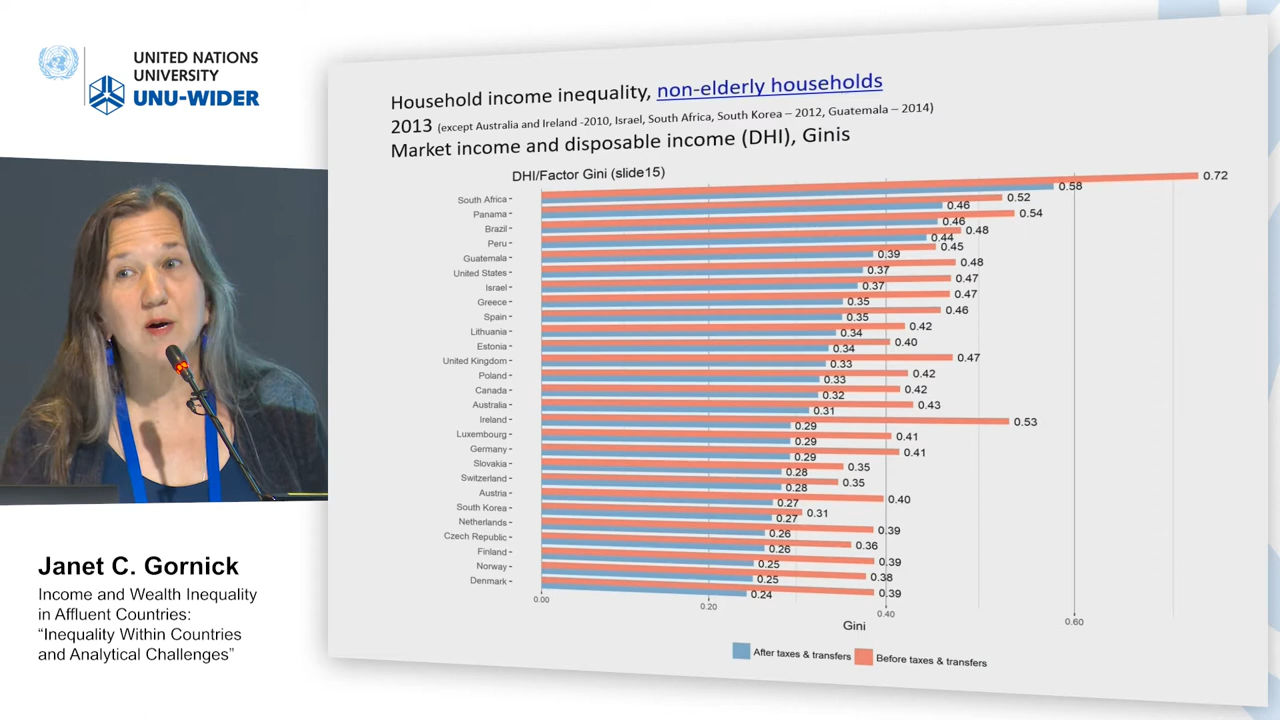 UNITED NATIONS
UNIVERSITY
UNU-WIDER
Household income inequality, non-elderly households
2013 (except Australia and Ireland -2010, Israel, South Africa, South Korea – 2012, Guatemala – 2014)
Market income and disposable income (DHI), Ginis
DHI/Factor Gini (slide15)
South Africa 0.72 0.58
Panama 0.52 0.46
Brazil 0.54 0.46
Peru 0.48 0.44
Guatemala 0.45 0.39
United States 0.48 0.37
Israel 0.47 0.37
Greece 0.47 0.35
Spain 0.46 0.35
Lithuania 0.42 0.34
Estonia 0.40 0.34
United Kingdom 0.47 0.33
Poland 0.42 0.33
Canada 0.42 0.32
Australia 0.43 0.31
Ireland 0.53 0.29
Luxembourg 0.41 0.29
Germany 0.41 0.29
Slovakia 0.35 0.28
Switzerland 0.35 0.28
Austria 0.40 0.27
South Korea 0.31 0.27
Netherlands 0.39 0.26
Czech Republic 0.36 0.26
Finland 0.39 0.25
Norway 0.38 0.25
Denmark 0.39 0.24
0.00 0.20 0.40 0.60
Gini
After taxes & transfers Before taxes & transfers
Janet C. Gornick
Income and Wealth Inequality
in Affluent Countries:
“Inequality Within Countries
and Analytical Challenges”